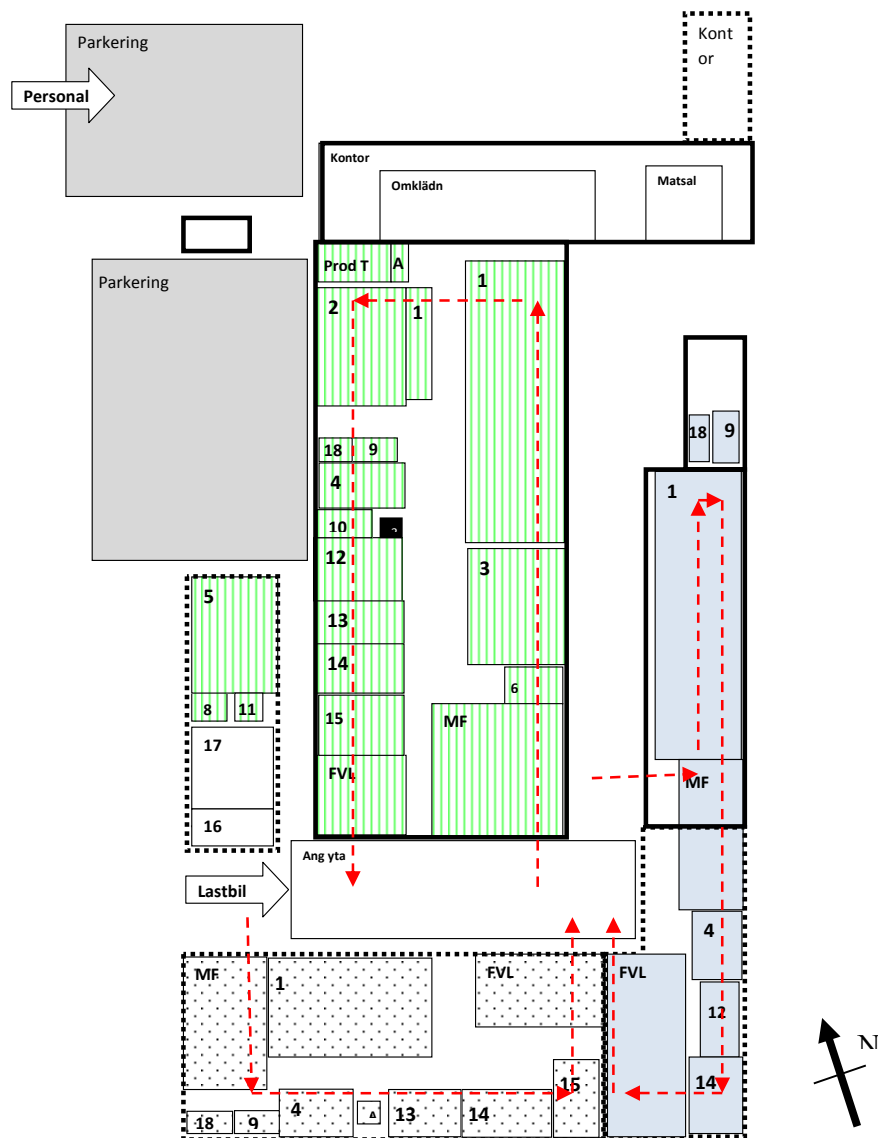 Kont
or
Parkering
Personal
Kontor
Omklädn
Matsal
Prod T
A
1
2
1
Parkering
18
9
18
9
4
1
10
12
3
5
13
14
6
8
11
15
MF
17
FVL
MF
16
Ang yta
Lastbil
4
MF
1
FVL
FVL
12
N
15
14
18
9
4
A
13
14